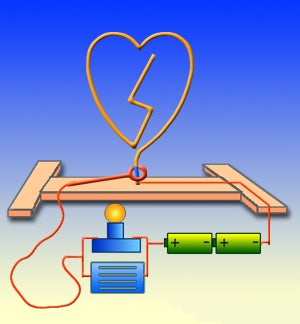 + - + -